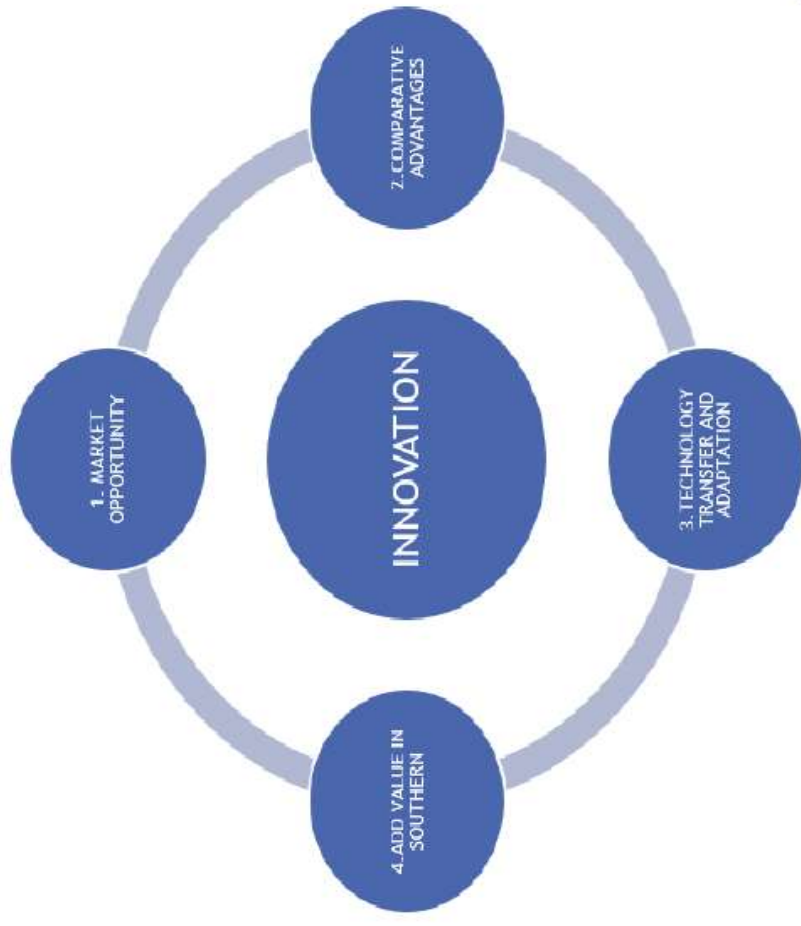 1. MARKET
OPPORTUNITY
2.COMPARATIVE
ADVANTAGES
3.TECHNOLOGY
TRANSFER AND
ADAPTATION
4.ADD VALUE IN
SOUTHERN
INNOVATION